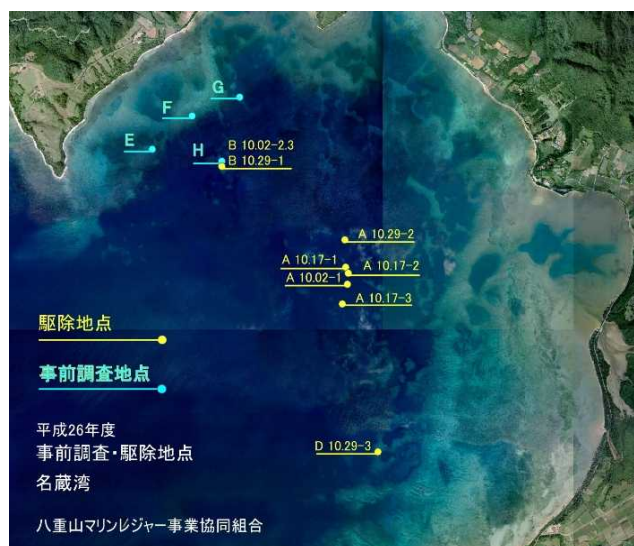 G
F
E
H
B 10.02-2.3
B 10.29-1
A 10.29-2
A 10.17-1
A 10.17-2
A 10.02-1
A 10.17-3
駆除地点
事前調査地点
D 10.29-3
平成26年度
事前調査・駆除地点
名蔵湾
八重山マリンレジャー事業協同組合